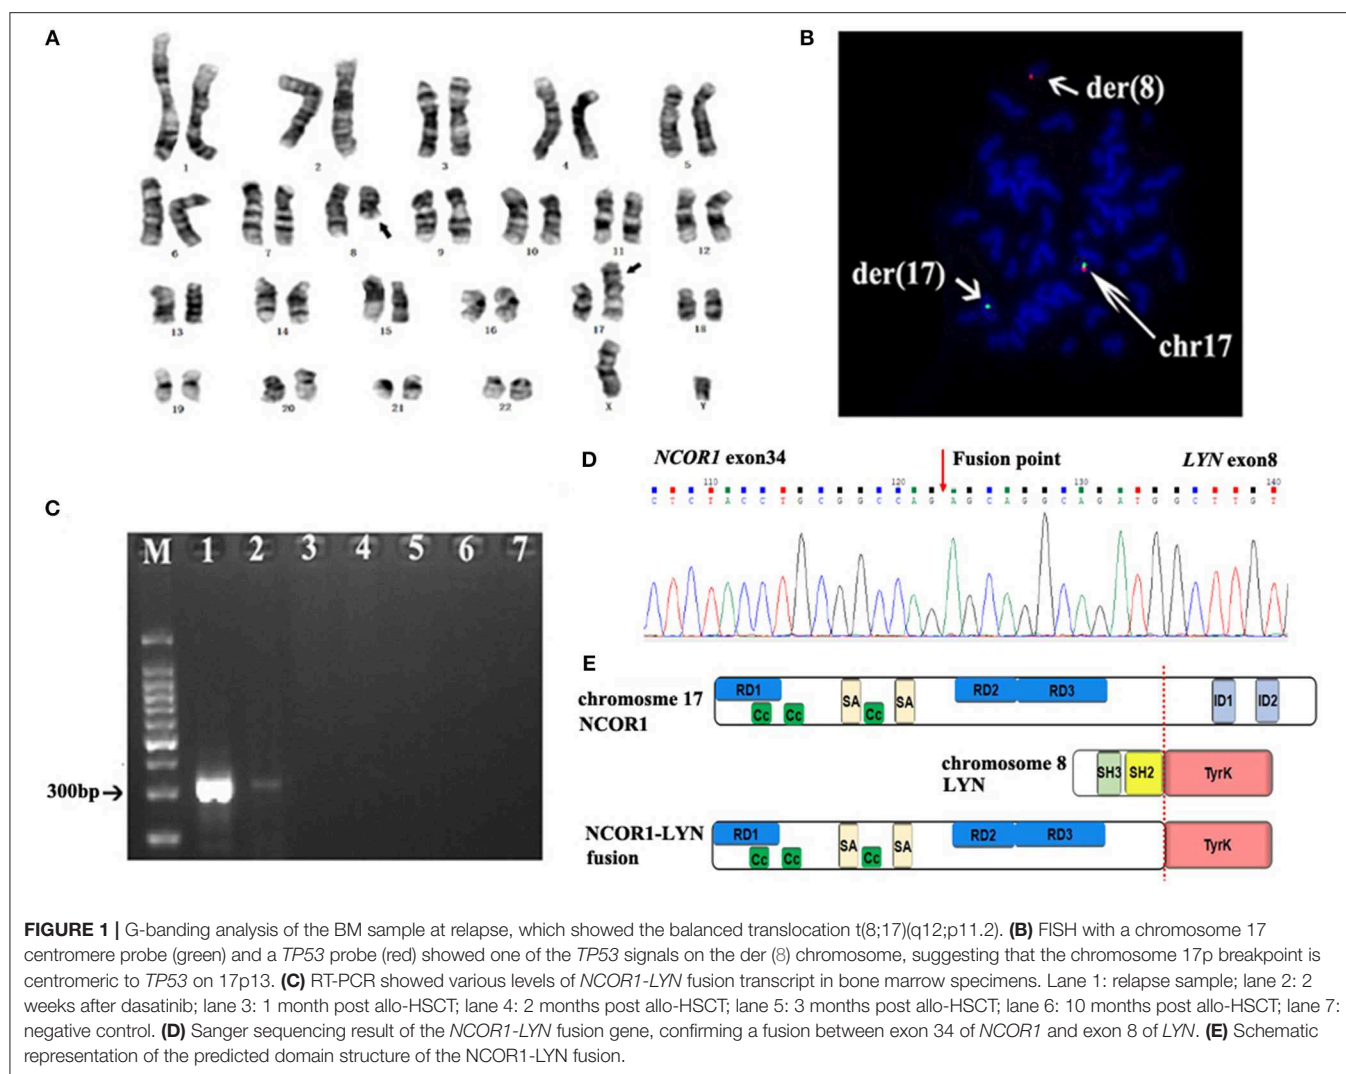 A
B
1 2 3 4 5
6 7 8 9 10 11 12
13 14 15 16 17 18
19 20 21 22 X Y
der(8)
der(17)
chr17
C
M 1 2 3 4 5 6 7
300bp
D
NCOR1 exon34 Fusion point LYN exon8
110 120 130 140
C T C T A C C T G C G G C C A G A G C A G G C A G A T G G C T T G T
E
chromosme 17
NCOR1
RD1 Cc Cc SA Cc SA RD2 RD3 ID1 ID2
chromosome 8
LYN
SH3 SH2 TyrK
NCOR1-LYN
fusion
RD1 Cc Cc SA Cc SA RD2 RD3 TyrK
FIGURE 1 | G-banding analysis of the BM sample at relapse, which showed the balanced translocation t(8;17)(q12;p11.2). (B) FISH with a chromosome 17
centromere probe (green) and a TP53 probe (red) showed one of the TP53 signals on the der (8) chromosome, suggesting that the chromosome 17p breakpoint is
centromeric to TP53 on 17p13. (C) RT-PCR showed various levels of NCOR1-LYN fusion transcript in bone marrow specimens. Lane 1: relapse sample; lane 2: 2
weeks after dasatinib; lane 3: 1 month post allo-HSCT; lane 4: 2 months post allo-HSCT; lane 5: 3 months post allo-HSCT; lane 6: 10 months post allo-HSCT; lane 7:
negative control. (D) Sanger sequencing result of the NCOR1-LYN fusion gene, confirming a fusion between exon 34 of NCOR1 and exon 8 of LYN. (E) Schematic
representation of the predicted domain structure of the NCOR1-LYN fusion.